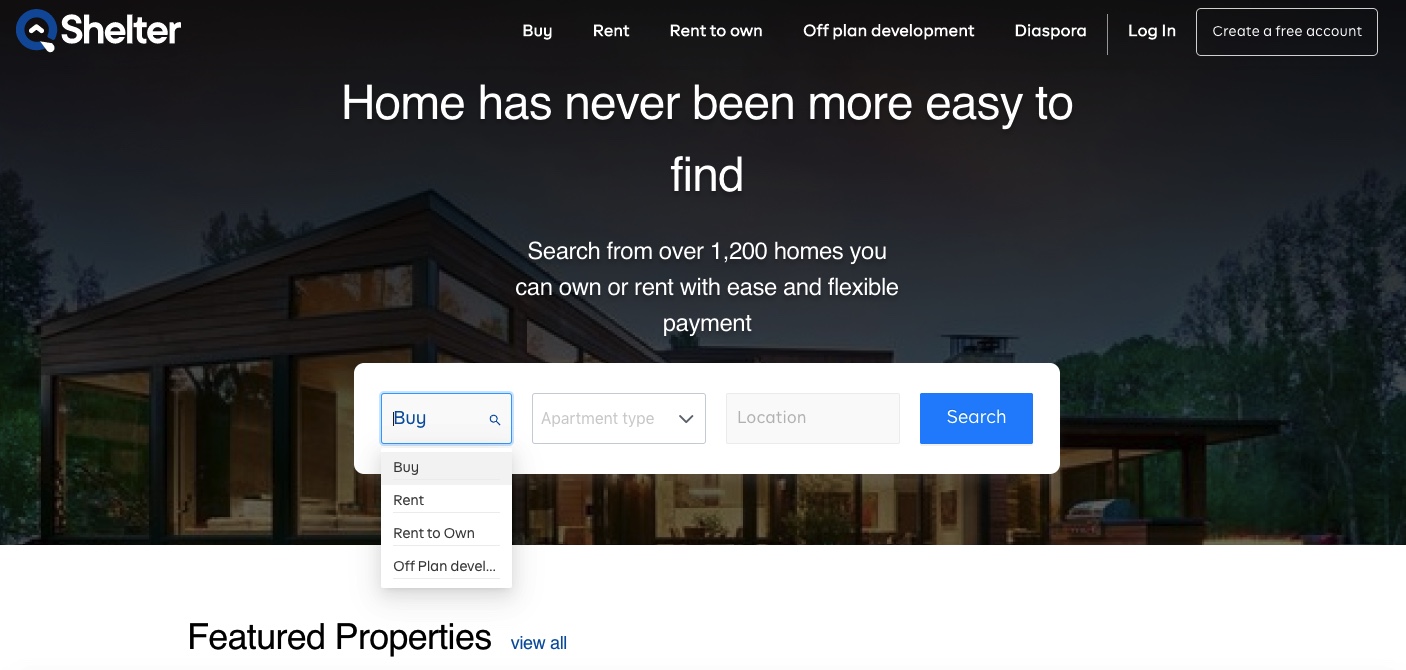 Shelter
Buy Rent Rent to own Off plan development Diaspora Log In Create a free account
Home has never been more easy to
find
Search from over 1,200 homes you
can own or rent with ease and flexible
payment
Buy Apartment type Location Search
Buy
Rent
Rent to Own
Off Plan devel...
Featured Properties view all